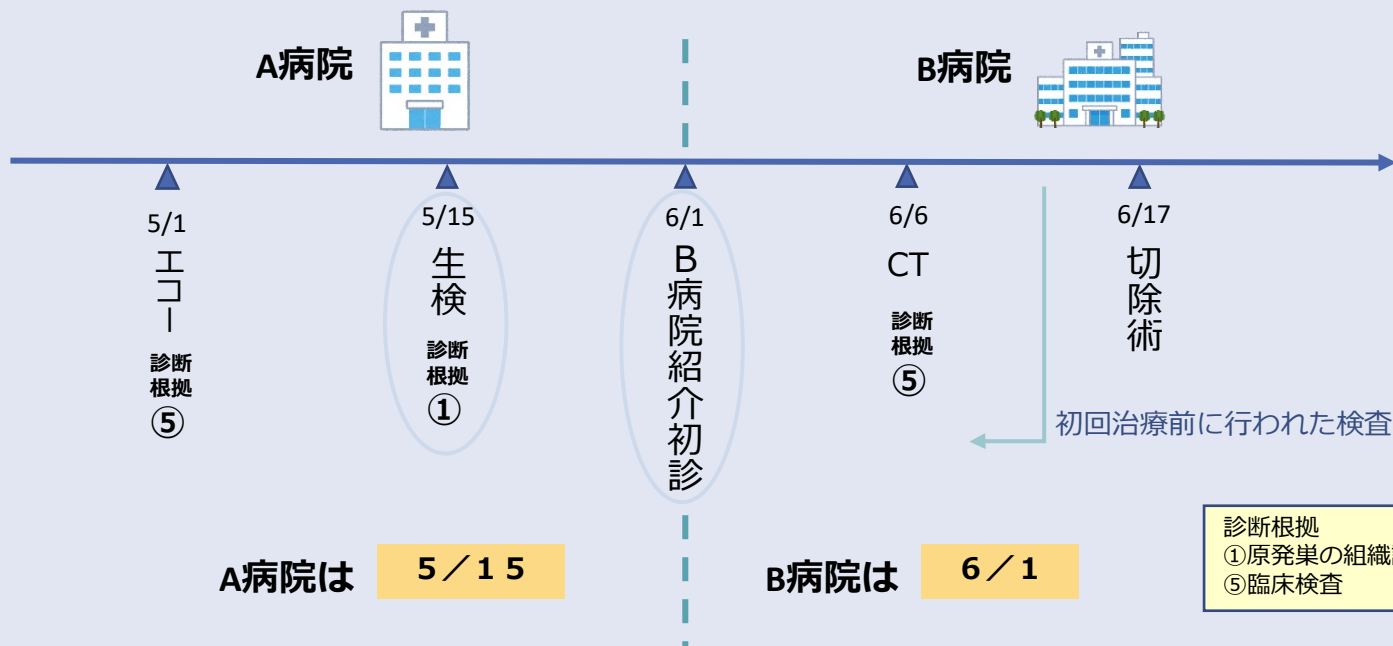 A病院
B病院
5/1
エコー
診断
根拠
⑤
5/15
生検
診断
根拠
①
6/1
B病院紹介初診
6/6
CT
診断
根拠
⑤
6/17
切除術
初回治療前に行われた検査
A病院は 5／15
B病院は 6／1
診断根拠
①原発巣の組織
⑤臨床検査